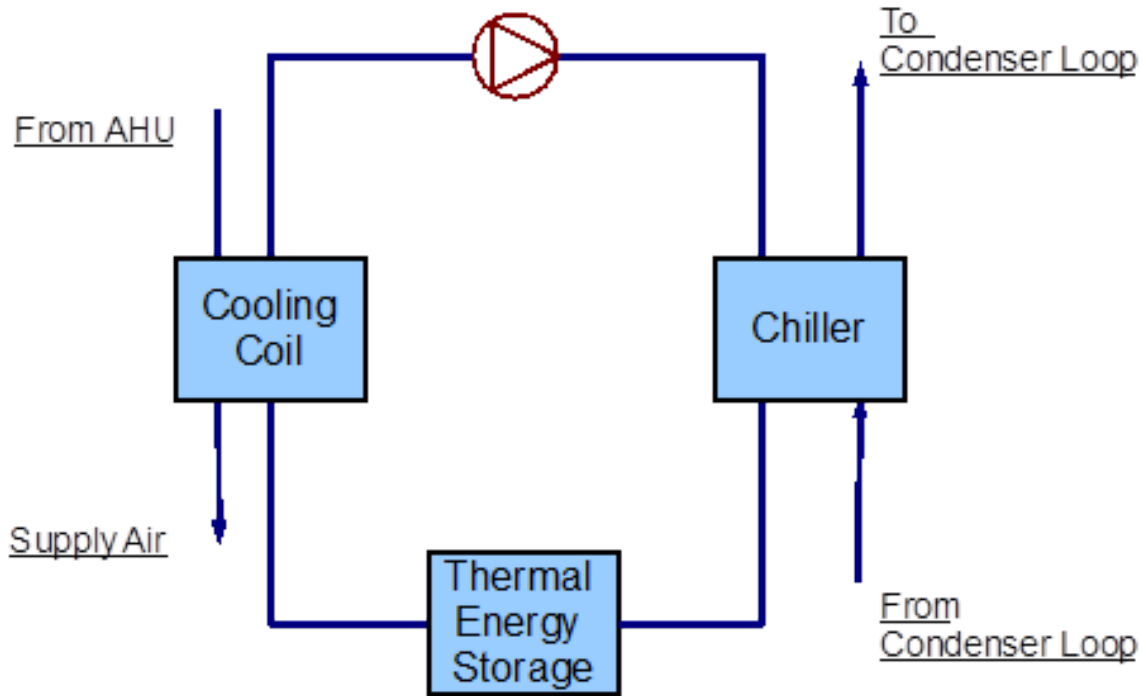 To
Condenser Loop
From AHU
Cooling
Coil
Chiller
Supply Air
Thermal
Energy
Storage
From
Condenser Loop